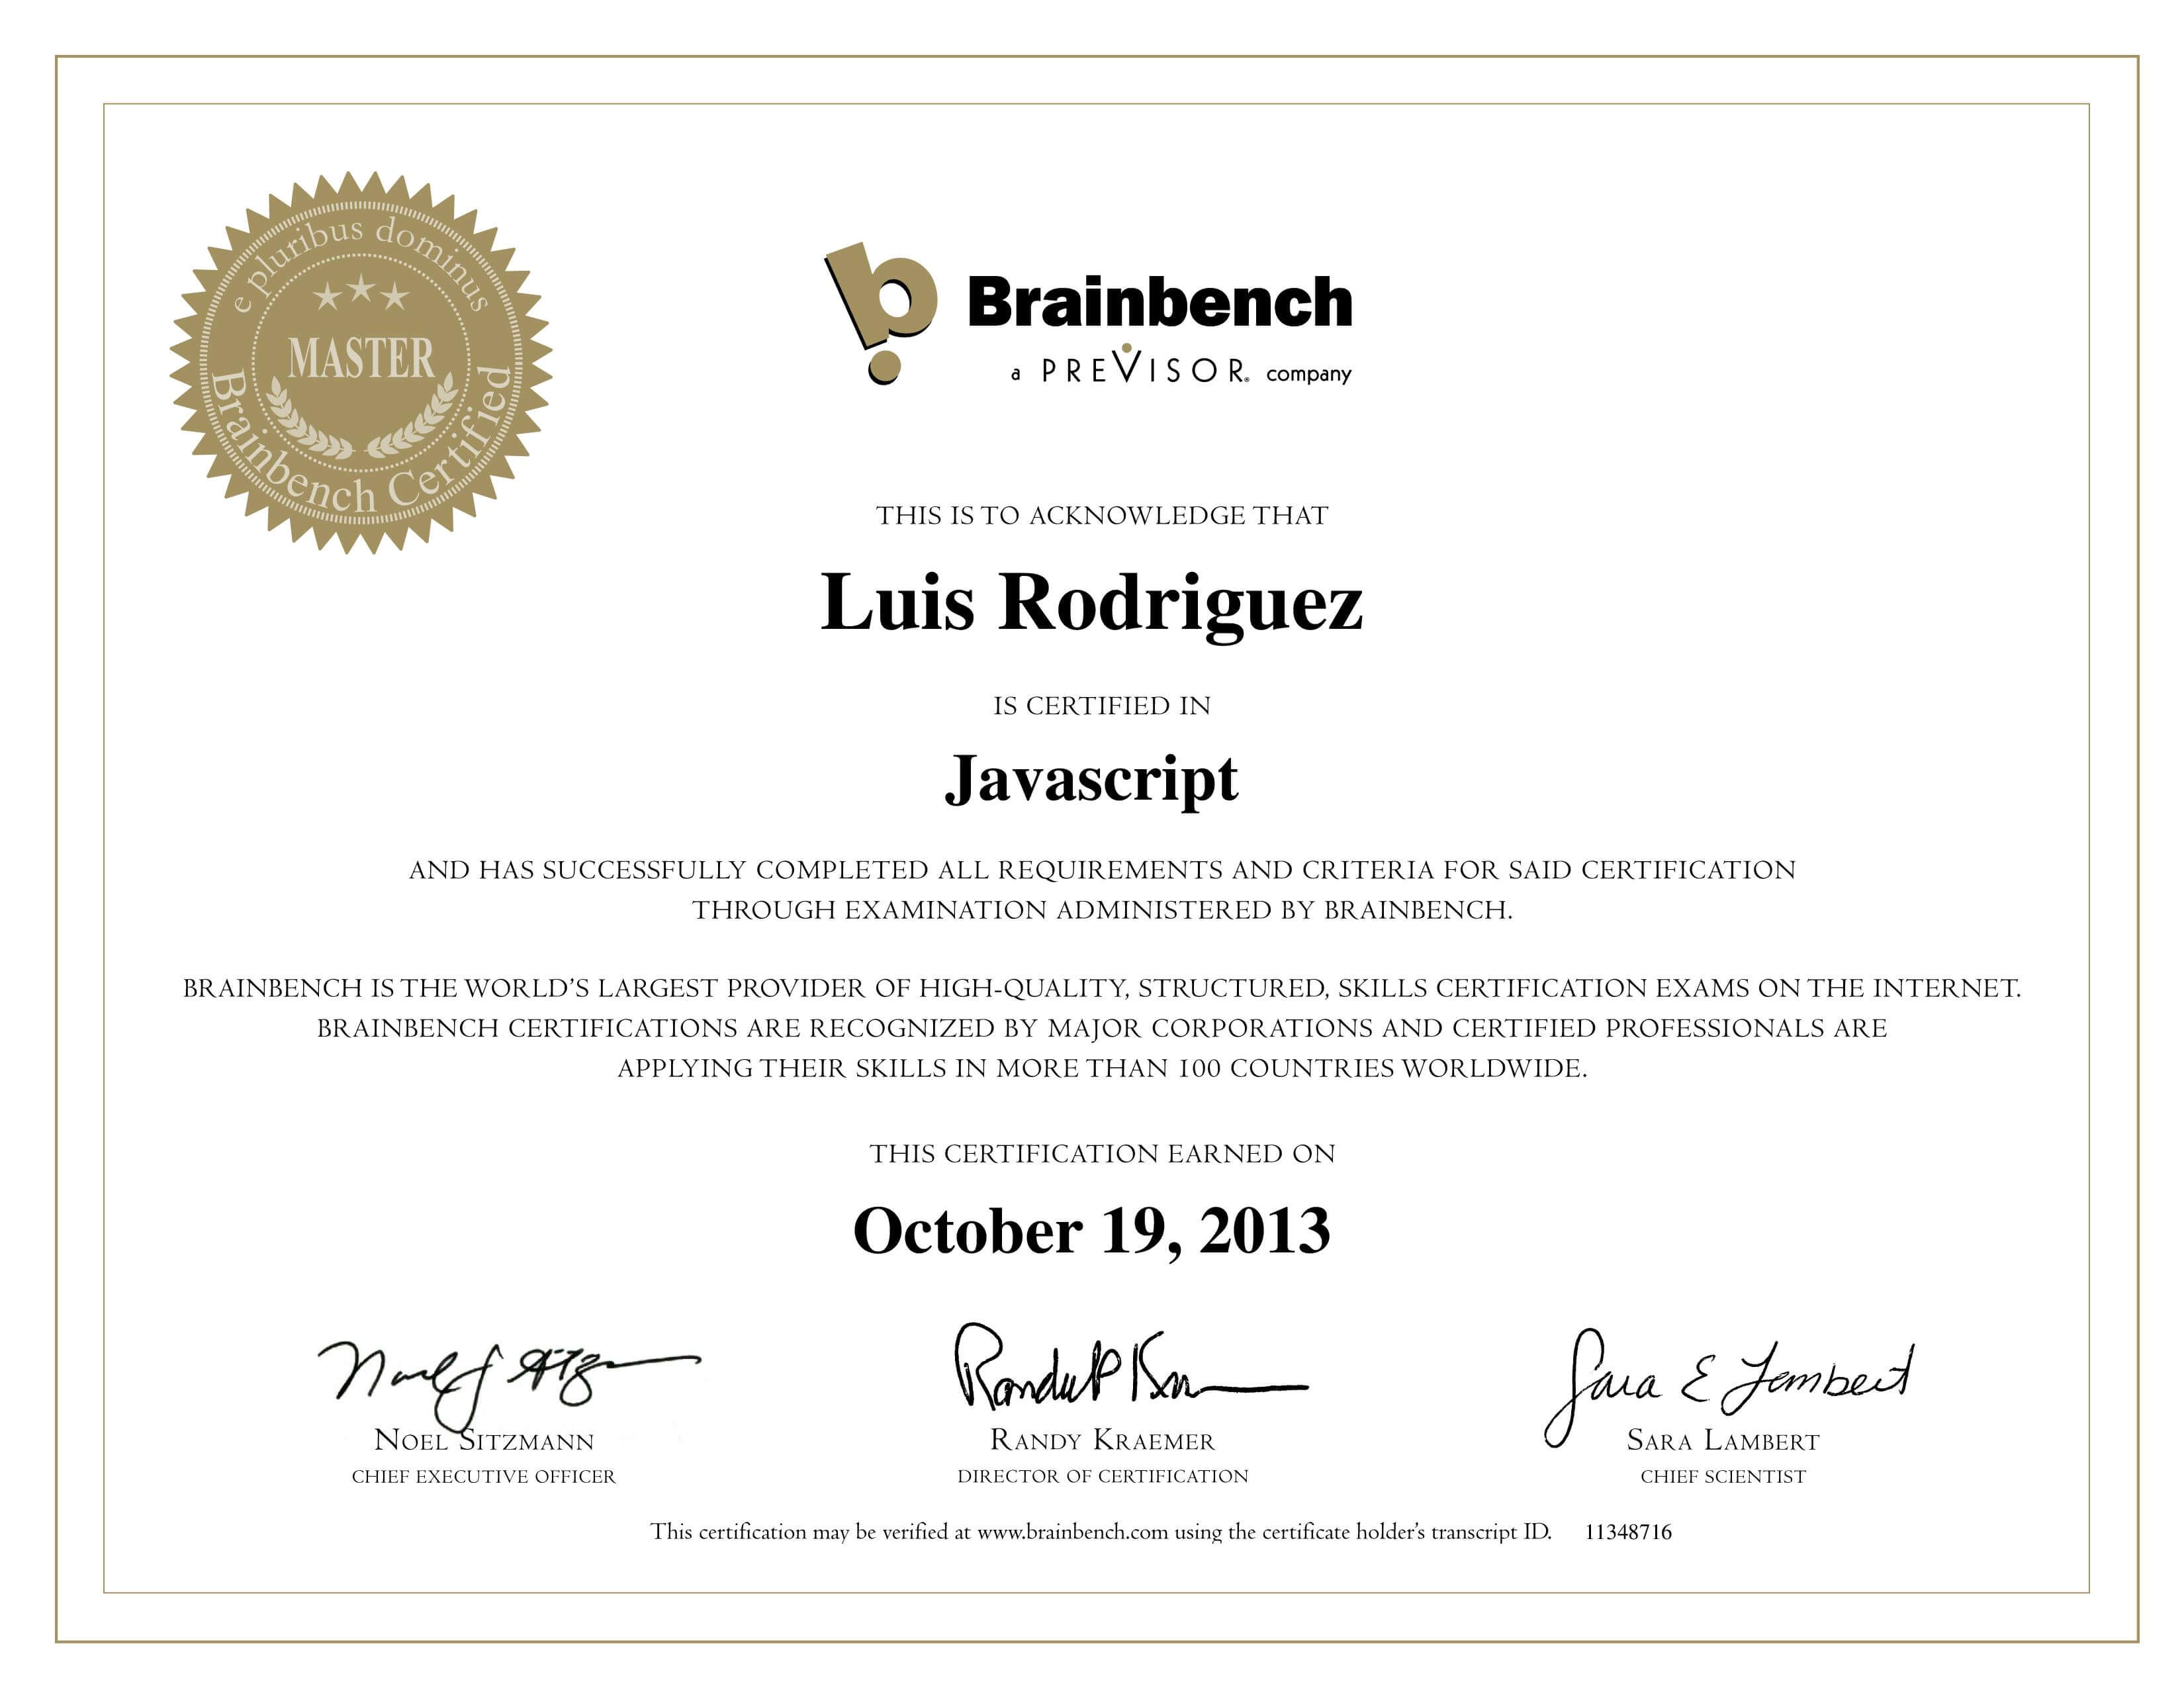 e pluribus dominus
MASTER
Brainbench Certified
Brainbench
a PREVISOR® company
THIS IS TO ACKNOWLEDGE THAT
Luis Rodriguez
IS CERTIFIED IN
Javascript
AND HAS SUCCESSFULLY COMPLETED ALL REQUIREMENTS AND CRITERIA FOR SAID CERTIFICATION
THROUGH EXAMINATION ADMINISTERED BY BRAINBENCH.
BRAINBENCH IS THE WORLD'S LARGEST PROVIDER OF HIGH-QUALITY, STRUCTURED, SKILLS CERTIFICATION EXAMS ON THE INTERNET.
BRAINBENCH CERTIFICATIONS ARE RECOGNIZED BY MAJOR CORPORATIONS AND CERTIFIED PROFESSIONALS ARE
APPLYING THEIR SKILLS IN MORE THAN 100 COUNTRIES WORLDWIDE.
THIS CERTIFICATION EARNED ON
October 19, 2013
Sara E Lambert
NOEL SITZMANN RANDY KRAEMER SARA LAMBERT
CHIEF EXECUTIVE OFFICER DIRECTOR OF CERTIFICATION CHIEF SCIENTIST
This certification may be verified at www.brainbench.com using the certificate holder's transcript ID. 11348716